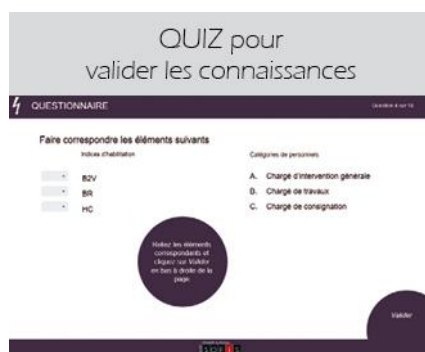 QUIZ pour
valider les connaissances
QUESTIONNAIRE
Question 4 sur 10
Faire correspondre les éléments suivants
Indices d'habilitation
Catégories de personnels
B2V
BR
HC
A. Chargé d'intervention générale
B. Chargé de travaux
C. Chargé de consignation
Reliez les éléments
correspondants et
cliquez sur Valider
en bas à droite de la
page.
Valider